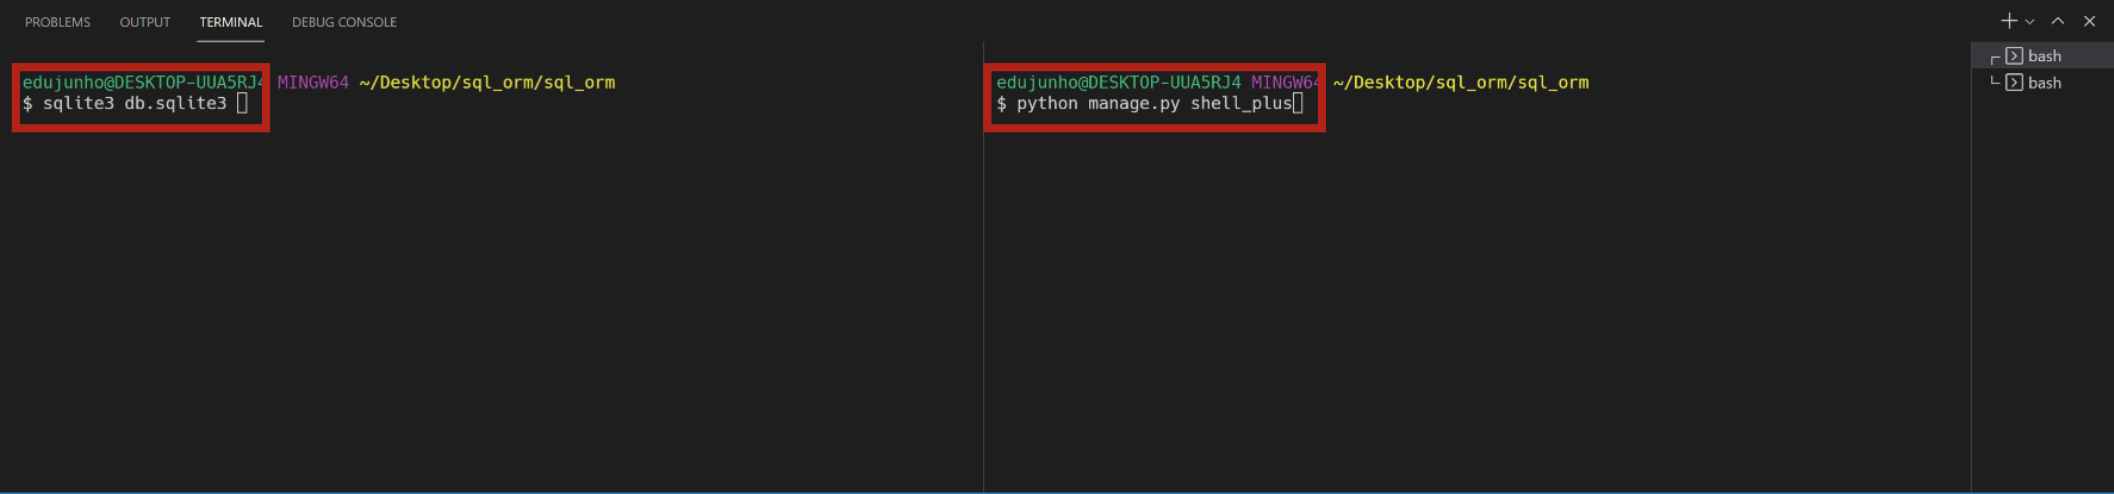 PROBLEMS OUTPUT TERMINAL DEBUG CONSOLE
edujunho@DESKTOP-UUA5RJ4 MINGW64 ~/Desktop/sql_orm/sql_orm
$ sqlite3 db.sqlite3
edujunho@DESKTOP-UUA5RJ4 MINGW64 ~/Desktop/sql_orm/sql_orm
$ python manage.py shell_plus
bash
bash